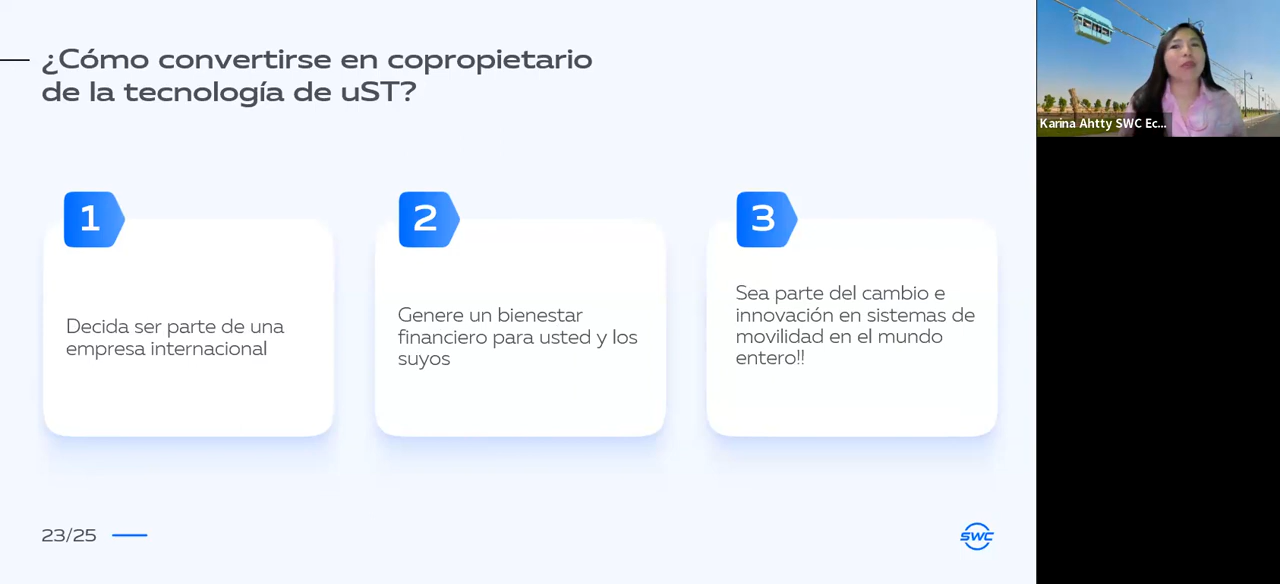 ¿Cómo convertirse en copropietario
de la tecnología de uST?
1
Decida ser parte de una
empresa internacional
2
Genere un bienestar
financiero para usted y los
suyos
3
Sea parte del cambio e
innovación en sistemas de
movilidad en el mundo
entero!!
23/25
SWC
Karina Ahtty SWC Ec...